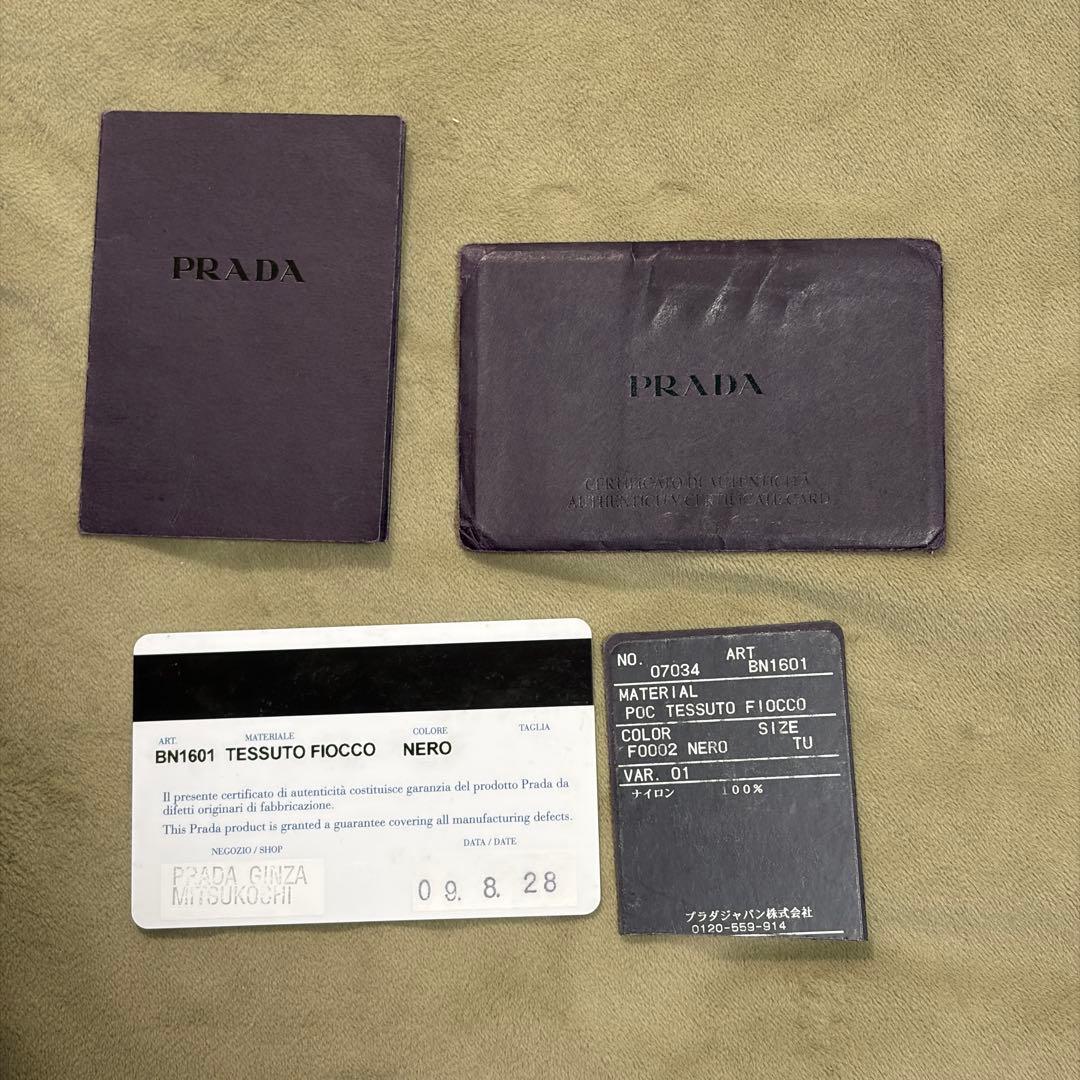 PRADA
PRADA
CERTIFICATO DI AUTENTICITÀ
AUTHENTICITY CERTIFICATE CARD
ART. MATERIALE COLORE TAGLIA
BN1601 TESSUTO FIOCCO NERO
Il presente certificato di autenticità costituisce garanzia del prodotto Prada da
difetti originari di fabbricazione.
This Prada product is granted a guarantee covering all manufacturing defects.
NEGOZIO / SHOP DATA / DATE
PRADA GINZA
MITSUKOSHI
09. 8. 28
NO. 07034 ART BN1601
MATERIAL
POC TESSUTO FIOCCO
COLOR SIZE
F0002 NERO TU
VAR. 01
ナイロン 100%
プラダジャパン株式会社
0120-559-914